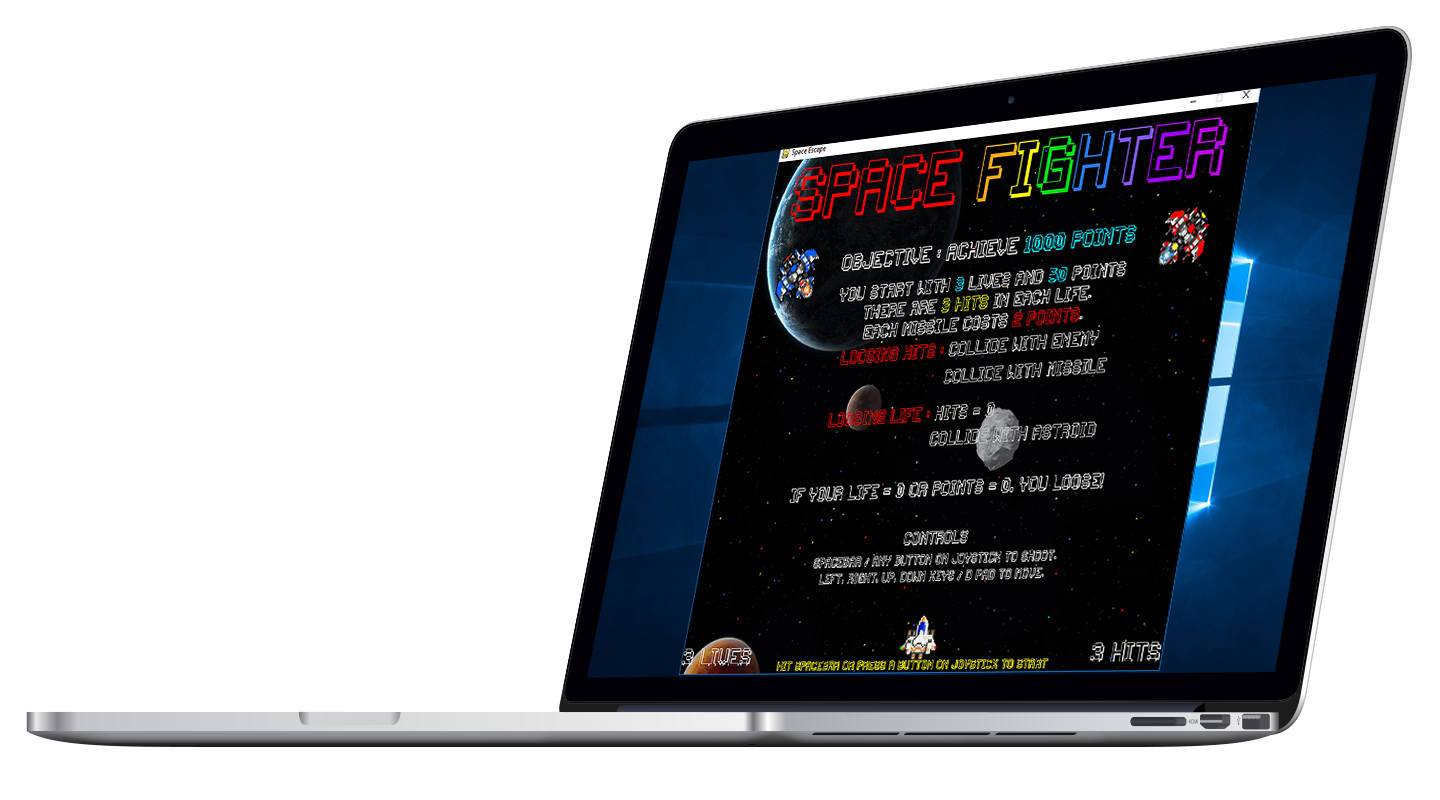 Space Escape
SPACE FIGHTER
OBJECTIVE : ACHIEVE 1000 POINTS
YOU START WITH 3 LIVES AND 50 POINTS
THERE ARE 3 HITS IN EACH LIFE.
EACH MISSILE COSTS 2 POINTS.
LOOSING HITS : COLLIDE WITH ENEMY
COLLIDE WITH MISSILE
LOOSING LIFE : HITS = 0
COLLIDE WITH ASTROID
IF YOUR LIFE = 0 OR POINTS = 0, YOU LOOSE!
CONTROLS
SPACEBAR / ANY BUTTON ON JOYSTICK TO SHOOT.
LEFT, RIGHT, UP, DOWN KEYS / D PAD TO MOVE.
3 LIVES
3 HITS
HIT SPACEBAR OR PRESS A BUTTON ON JOYSTICK TO START